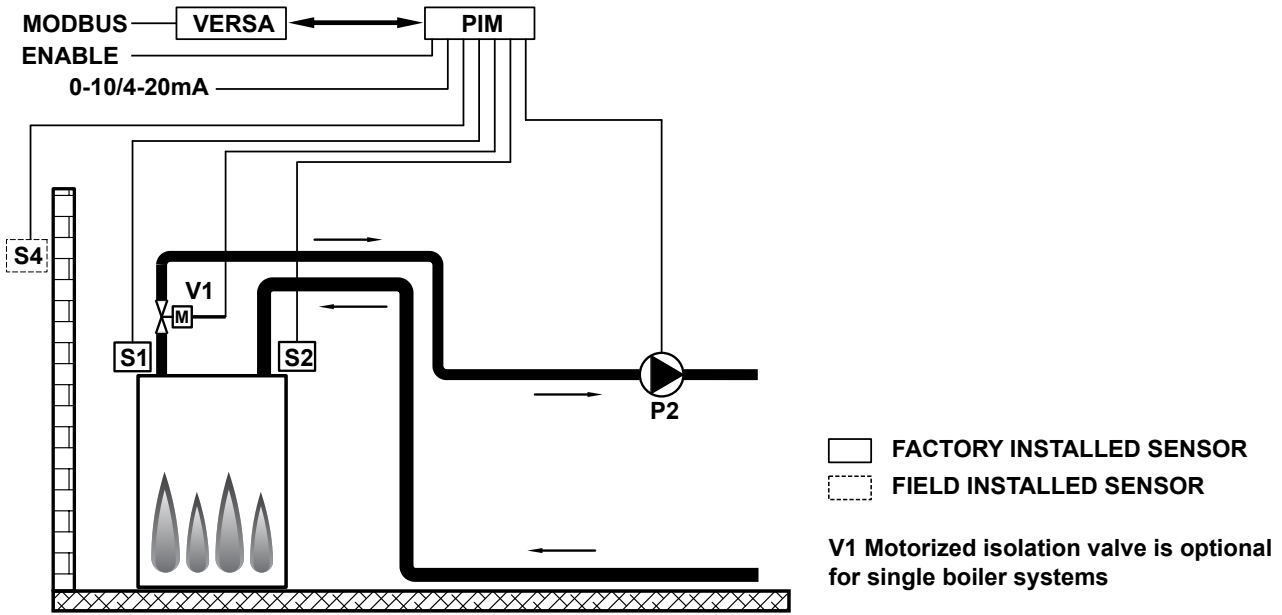 MODBUS
VERSA
PIM
ENABLE
0-10/4-20mA
S4
V1
M
S1
S2
P2
FACTORY INSTALLED SENSOR
FIELD INSTALLED SENSOR
V1 Motorized isolation valve is optional
for single boiler systems